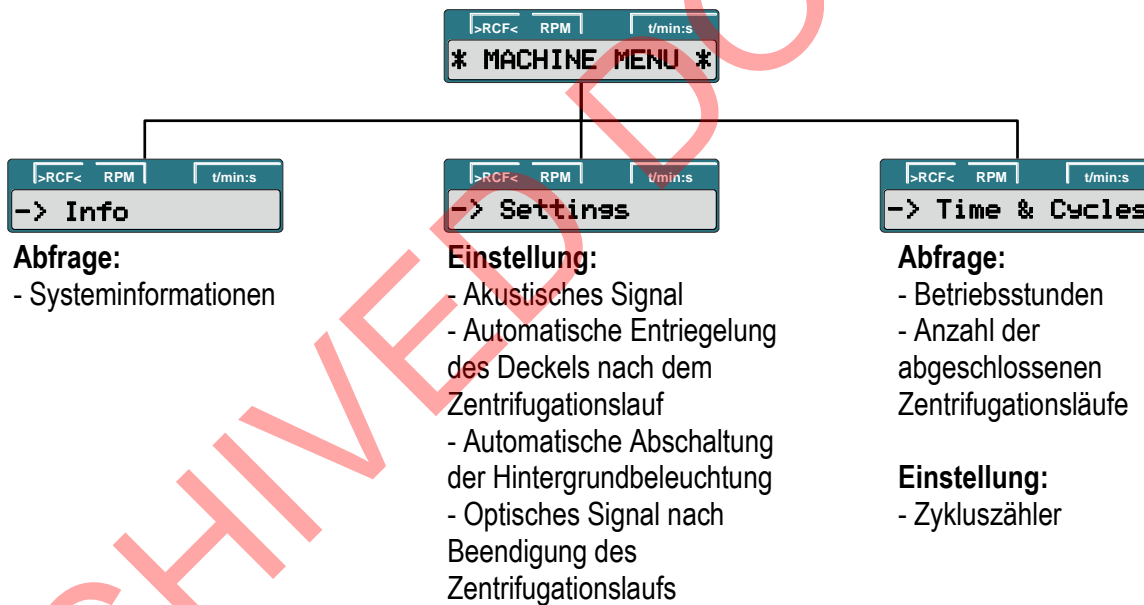 >RCF< RPM t/min:s
* MACHINE MENU *
>RCF< RPM t/min:s
-> Info
Abfrage:
- Systeminformationen
>RCF< RPM t/min:s
-> Settings
Einstellung:
- Akustisches Signal
- Automatische Entriegelung
des Deckels nach dem
Zentrifugationslauf
- Automatische Abschaltung
der Hintergrundbeleuchtung
- Optisches Signal nach
Beendigung des
Zentrifugationslaufs
>RCF< RPM t/min:s
-> Time & Cycles
Abfrage:
- Betriebsstunden
- Anzahl der
abgeschlossenen
Zentrifugationsläufe
Einstellung:
- Zykluszähler